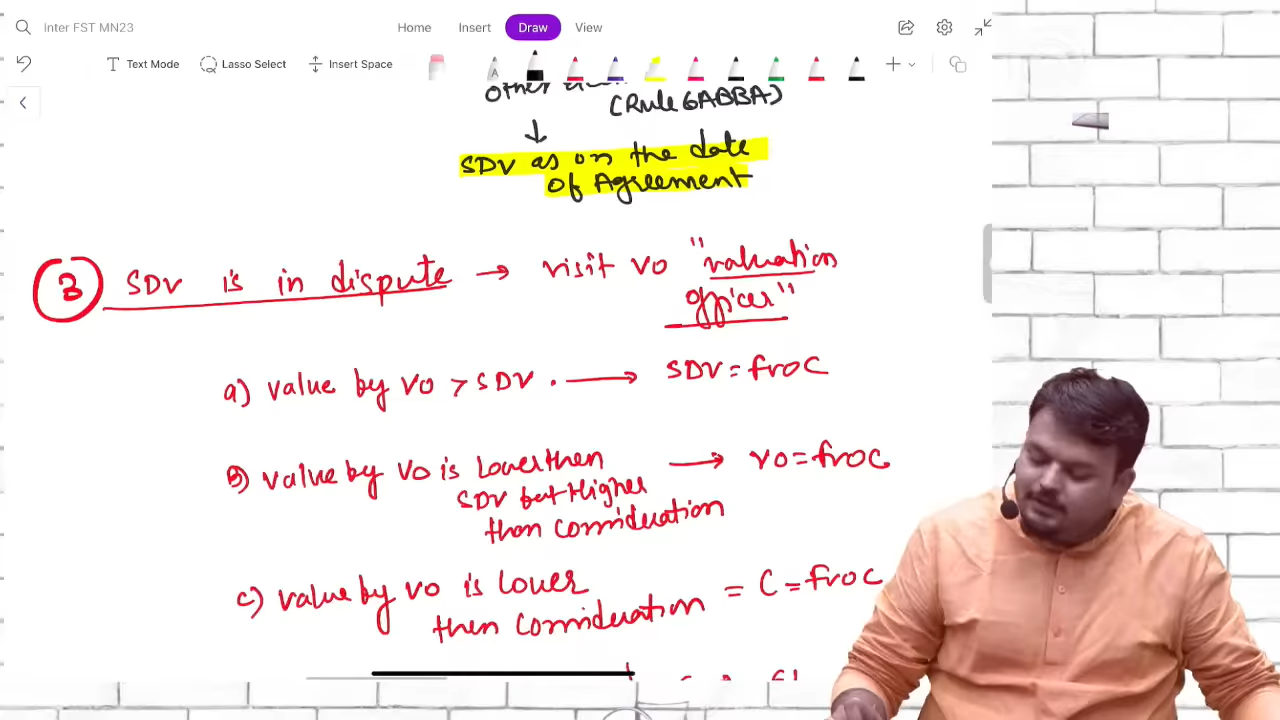 Inter FST MN23
Home Insert Draw View
Text Mode Lasso Select Insert Space
A
other
(Rule 6ABBA)
SDV as on the date
Of Agreement
3 SDV is in dispute → visit VO "valuation
officer"
a) value by VO > SDV. → SDV = fvoc
b) value by VO is Lower then → VO = fvoc
SDV but Higher
than Consideration
c) value by VO is lower = C = fvoc
then Consideration